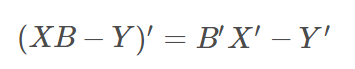 (XB − Y)′ = B′X′ − Y′